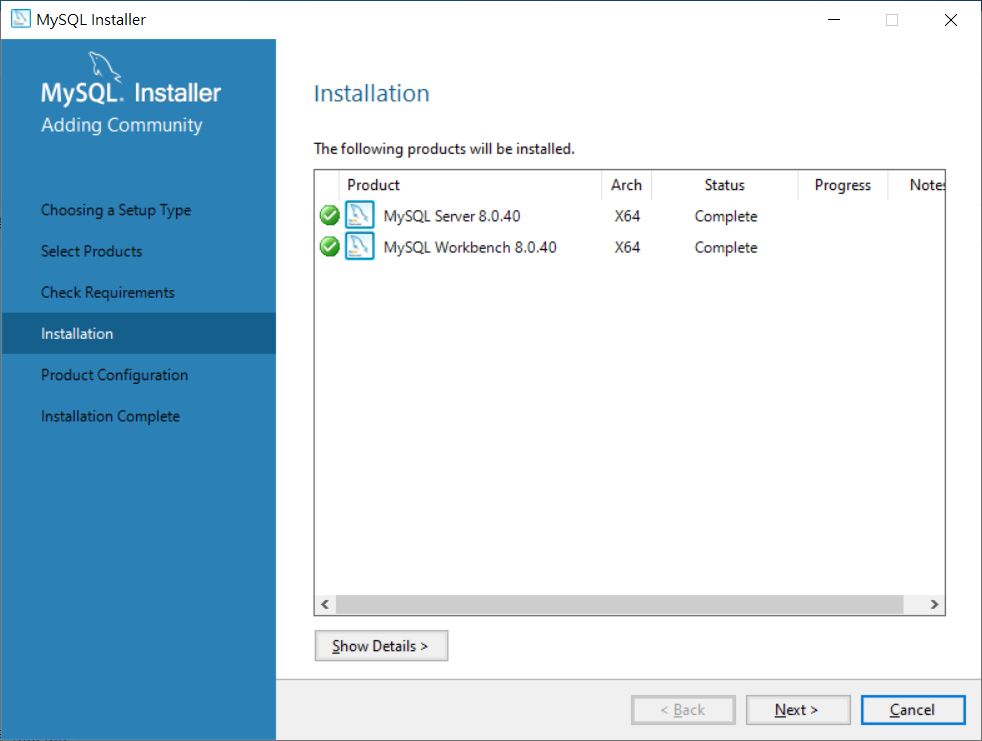 MySQL Installer
MySQL. Installer
Adding Community
Choosing a Setup Type
Select Products
Check Requirements
Installation
Product Configuration
Installation Complete
Installation
The following products will be installed.
Product Arch Status Progress Notes
MySQL Server 8.0.40 X64 Complete
MySQL Workbench 8.0.40 X64 Complete
Show Details >
< Back Next > Cancel